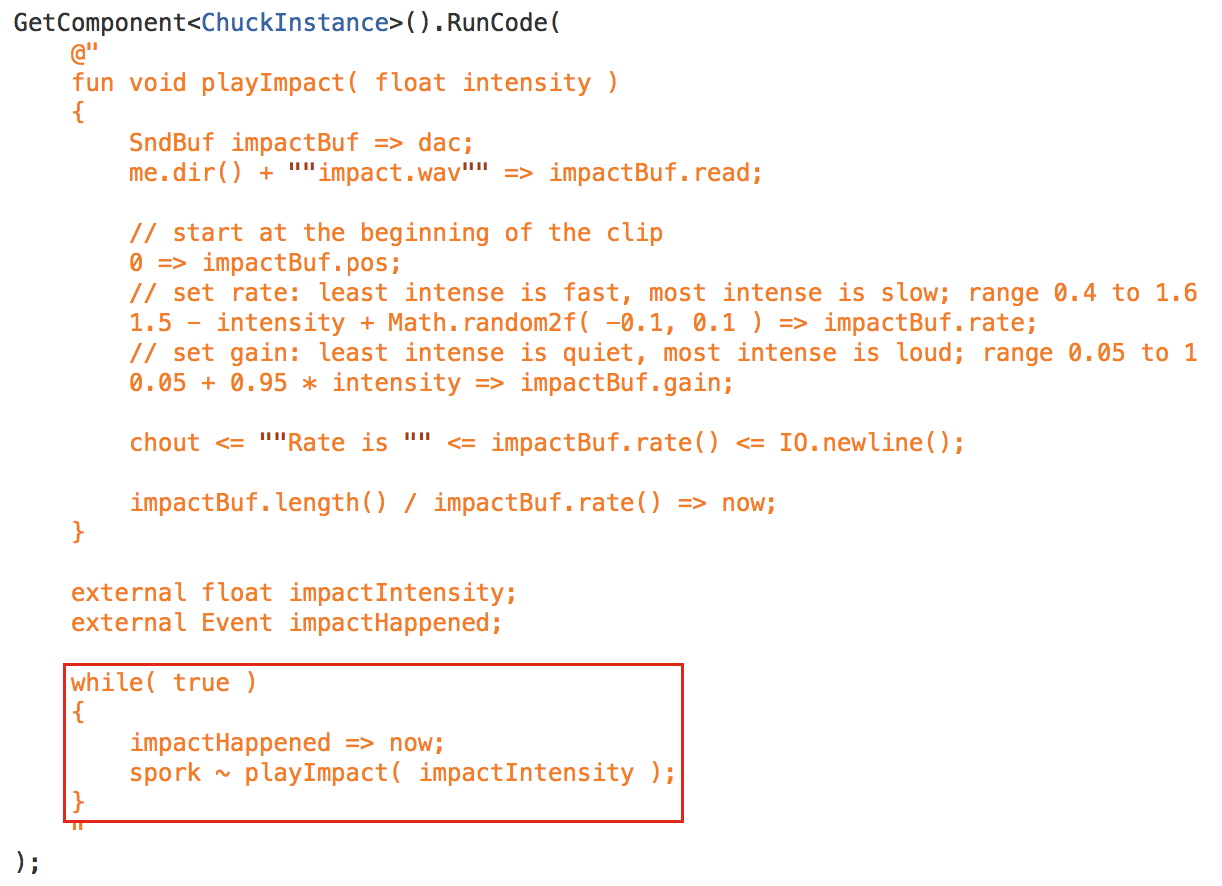 GetComponent<ChuckInstance>().RunCode(
@"
fun void playImpact( float intensity )
{
SndBuf impactBuf => dac;
me.dir() + ""impact.wav"" => impactBuf.read;
// start at the beginning of the clip
0 => impactBuf.pos;
// set rate: least intense is fast, most intense is slow; range 0.4 to 1.6
1.5 - intensity + Math.random2f( -0.1, 0.1 ) => impactBuf.rate;
// set gain: least intense is quiet, most intense is loud; range 0.05 to 1
0.05 + 0.95 * intensity => impactBuf.gain;
chout <= ""Rate is "" <= impactBuf.rate() <= IO.newline();
impactBuf.length() / impactBuf.rate() => now;
}
external float impactIntensity;
external Event impactHappened;
while( true )
{
impactHappened => now;
spork ~ playImpact( impactIntensity );
}
"
);